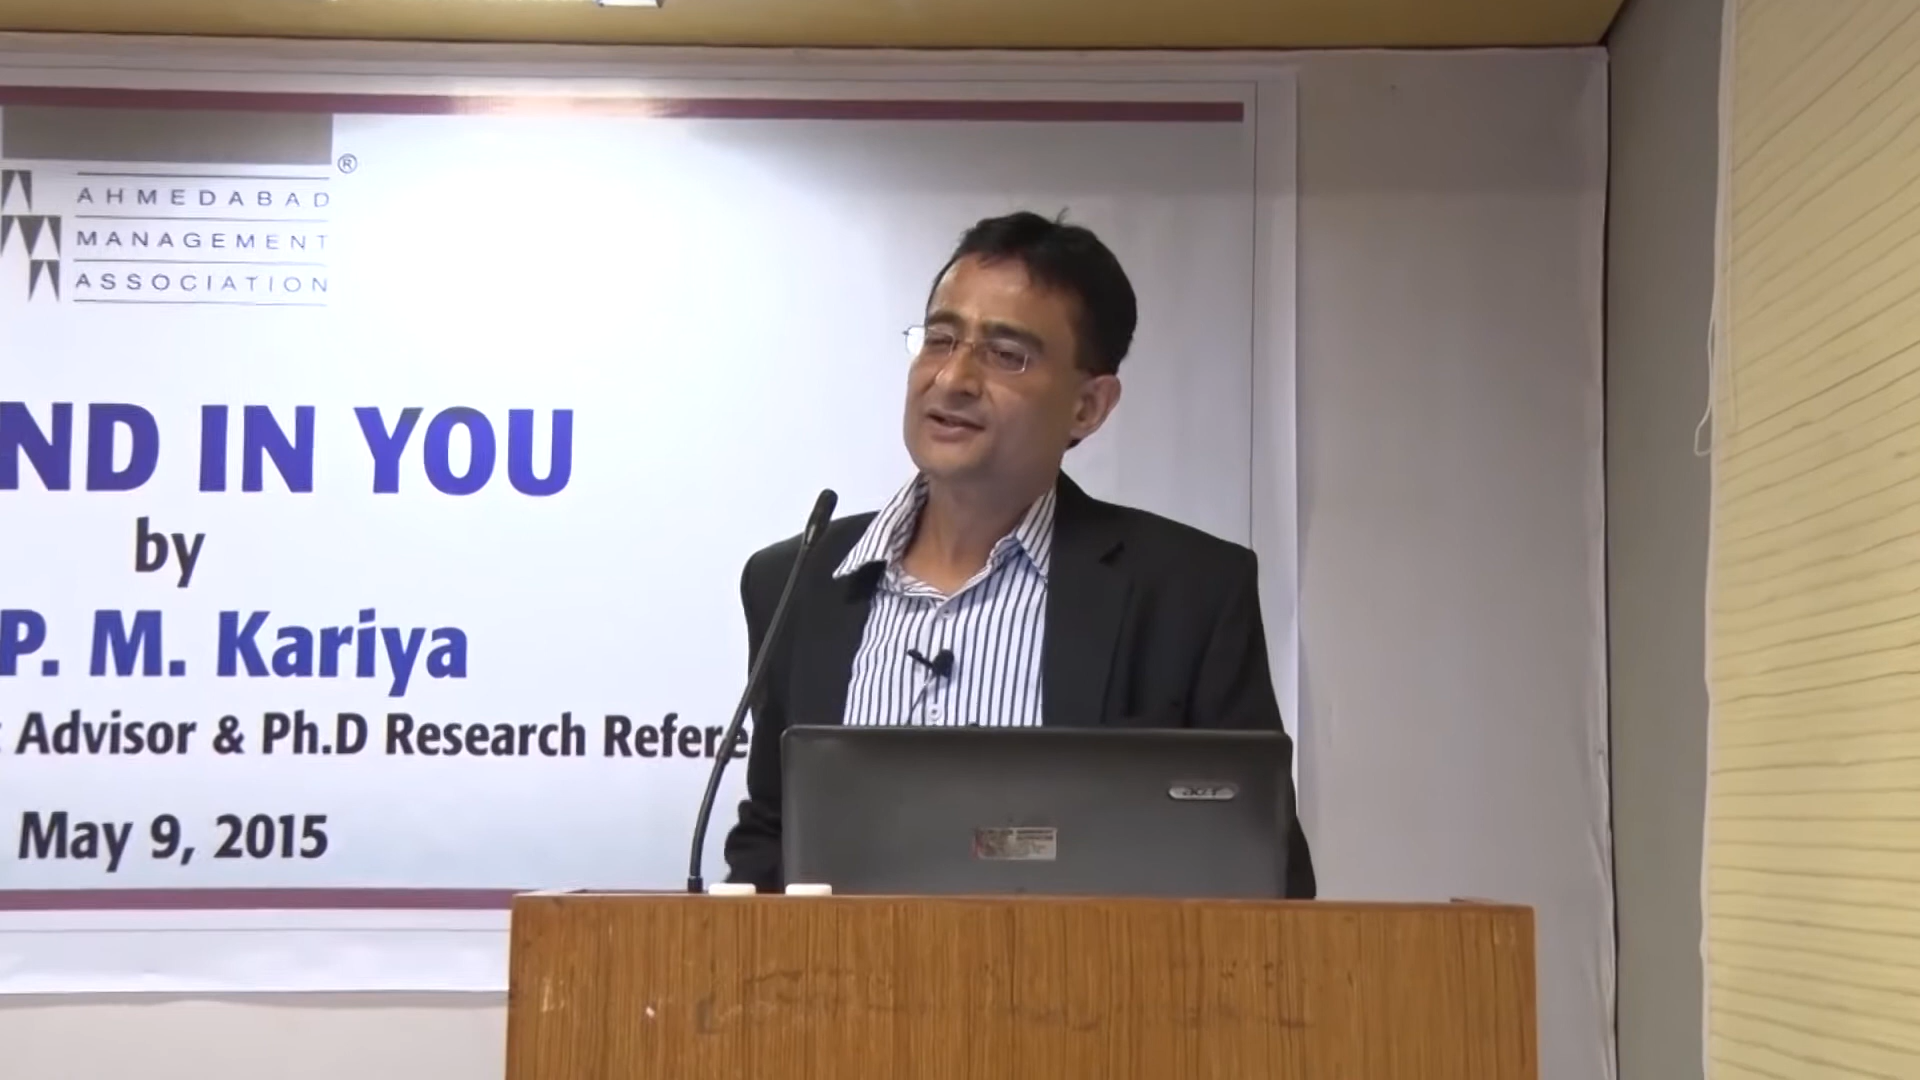 ®
AHMEDABAD
MANAGEMENT
ASSOCIATION
ND IN YOU
by
P. M. Kariya
Advisor & Ph.D Research Refere
May 9, 2015
acer